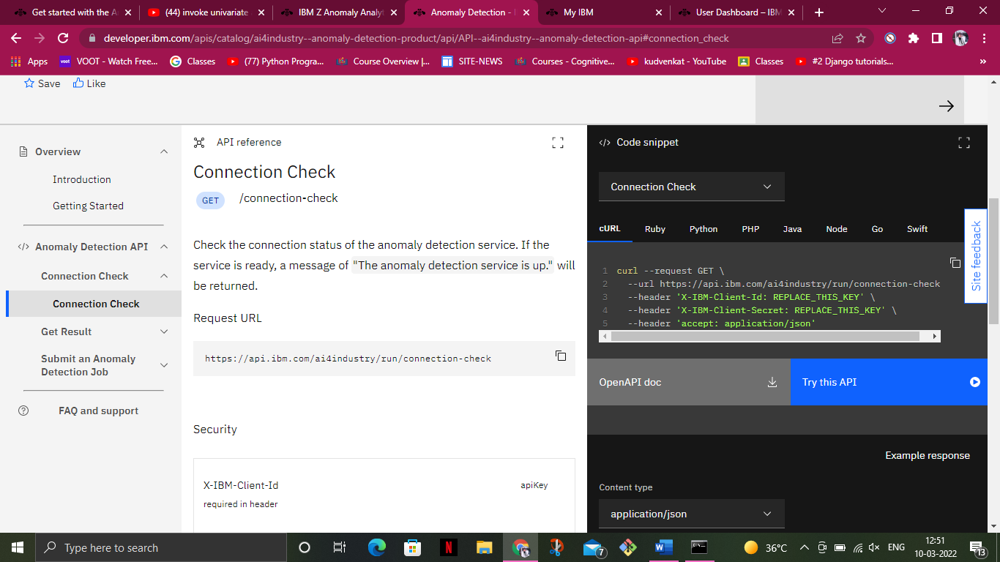 Get started with the A
(44) invoke univariate
IBM Z Anomaly Analyt
Anomaly Detection - I
My IBM
User Dashboard – IBM
developer.ibm.com/apis/catalog/ai4industry--anomaly-detection-product/api/API--ai4industry--anomaly-detection-api#connection_check
Apps
VOOT - Watch Free...
Classes
(77) Python Progra...
Course Overview |...
SITE-NEWS
Courses - Cognitive...
kudvenkat - YouTube
Classes
#2 Django tutorials...
»
Save
Like
Overview
Introduction
Getting Started
</> Anomaly Detection API
Connection Check
Connection Check
Get Result
Submit an Anomaly
Detection Job
FAQ and support
API reference
Connection Check
GET /connection-check
Check the connection status of the anomaly detection service. If the
service is ready, a message of "The anomaly detection service is up." will
be returned.
Request URL
https://api.ibm.com/ai4industry/run/connection-check
Security
X-IBM-Client-Id
apiKey
required in header
</> Code snippet
Connection Check
cURL
Ruby
Python
PHP
Java
Node
Go
Swift
1 curl --request GET \
2 --url https://api.ibm.com/ai4industry/run/connection-check
3 --header 'X-IBM-Client-Id: REPLACE_THIS_KEY' \
4 --header 'X-IBM-Client-Secret: REPLACE_THIS_KEY' \
5 --header 'accept: application/json'
Site feedback
OpenAPI doc
Try this API
Example response
Content type
application/json
Type here to search
7
36°C
ENG
12:51
10-03-2022
13